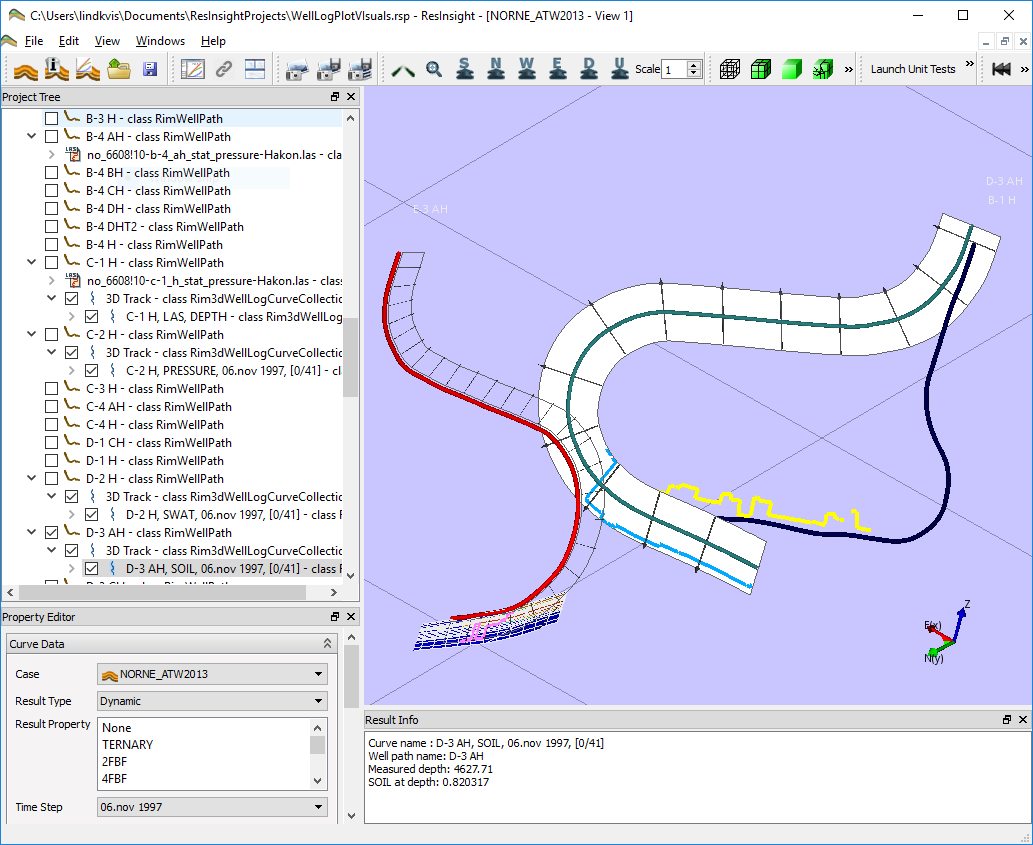 C:\Users\lindkvis\Documents\ResInsightProjects\WellLogPlotVIsuals.rsp - ResInsight - [NORNE_ATW2013 - View 1]
File Edit View Windows Help
S N W E D U Scale 1 » Launch Unit Tests » »
Project Tree
B-3 H - class RimWellPath
B-4 AH - class RimWellPath
no_6608!10-b-4_ah_stat_pressure-Hakon.las - cla
B-4 BH - class RimWellPath
B-4 CH - class RimWellPath
B-4 DH - class RimWellPath
B-4 DHT2 - class RimWellPath
B-4 H - class RimWellPath
C-1 H - class RimWellPath
no_6608!10-c-1_h_stat_pressure-Hakon.las - class
3D Track - class Rim3dWellLogCurveCollectic
C-1 H, LAS, DEPTH - class Rim3dWellLog
C-2 H - class RimWellPath
3D Track - class Rim3dWellLogCurveCollectic
C-2 H, PRESSURE, 06.nov 1997, [0/41] - cl
C-3 H - class RimWellPath
C-4 AH - class RimWellPath
C-4 H - class RimWellPath
D-1 CH - class RimWellPath
D-1 H - class RimWellPath
D-2 H - class RimWellPath
3D Track - class Rim3dWellLogCurveCollectic
D-2 H, SWAT, 06.nov 1997, [0/41] - class F
D-3 AH - class RimWellPath
3D Track - class Rim3dWellLogCurveCollectic
D-3 AH, SOIL, 06.nov 1997, [0/41] - class F
Property Editor
Curve Data
Case NORNE_ATW2013
Result Type Dynamic
Result Property None
TERNARY
2FBF
4FBF
Time Step 06.nov 1997
E-3 AH
D-3 AH
B-1 H
Z
E(x)
N(y)
Result Info
Curve name : D-3 AH, SOIL, 06.nov 1997, [0/41]
Well path name: D-3 AH
Measured depth: 4627.71
SOIL at depth: 0.820317